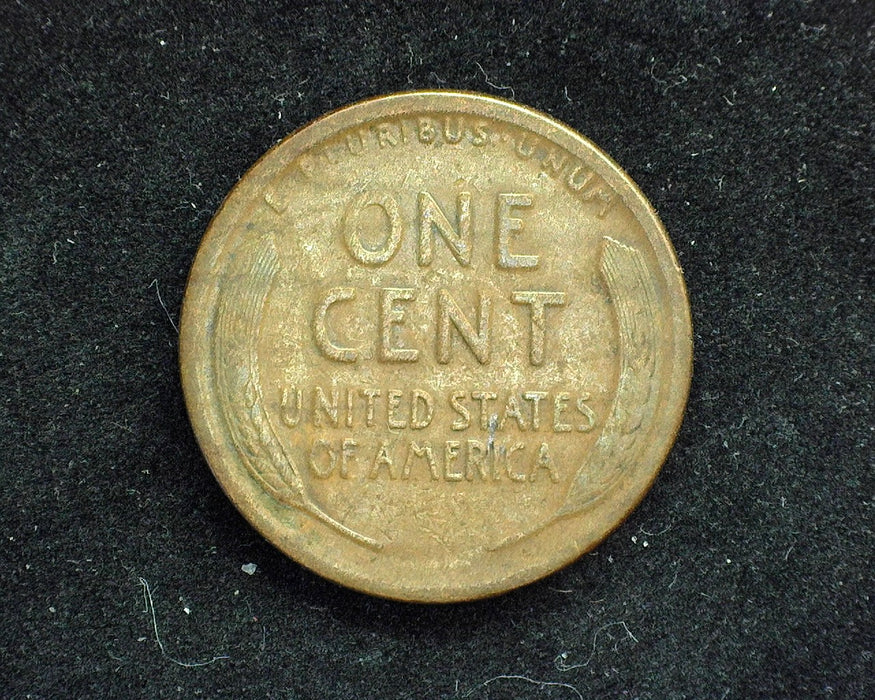 E PLURIBUS · UNUM
ONE
CENT
UNITED STATES
OF AMERICA